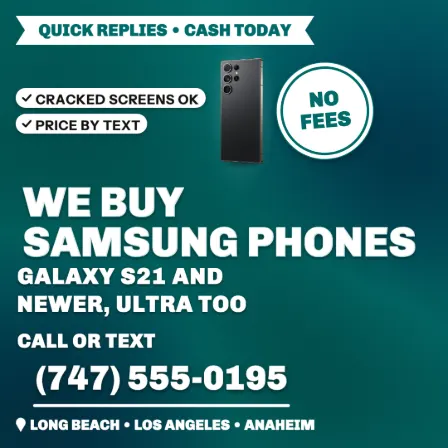 QUICK REPLIES • CASH TODAY
CRACKED SCREENS OK
PRICE BY TEXT
NO
FEES
WE BUY
SAMSUNG PHONES
GALAXY S21 AND
NEWER, ULTRA TOO
CALL OR TEXT
(747) 555-0195
LONG BEACH • LOS ANGELES • ANAHEIM